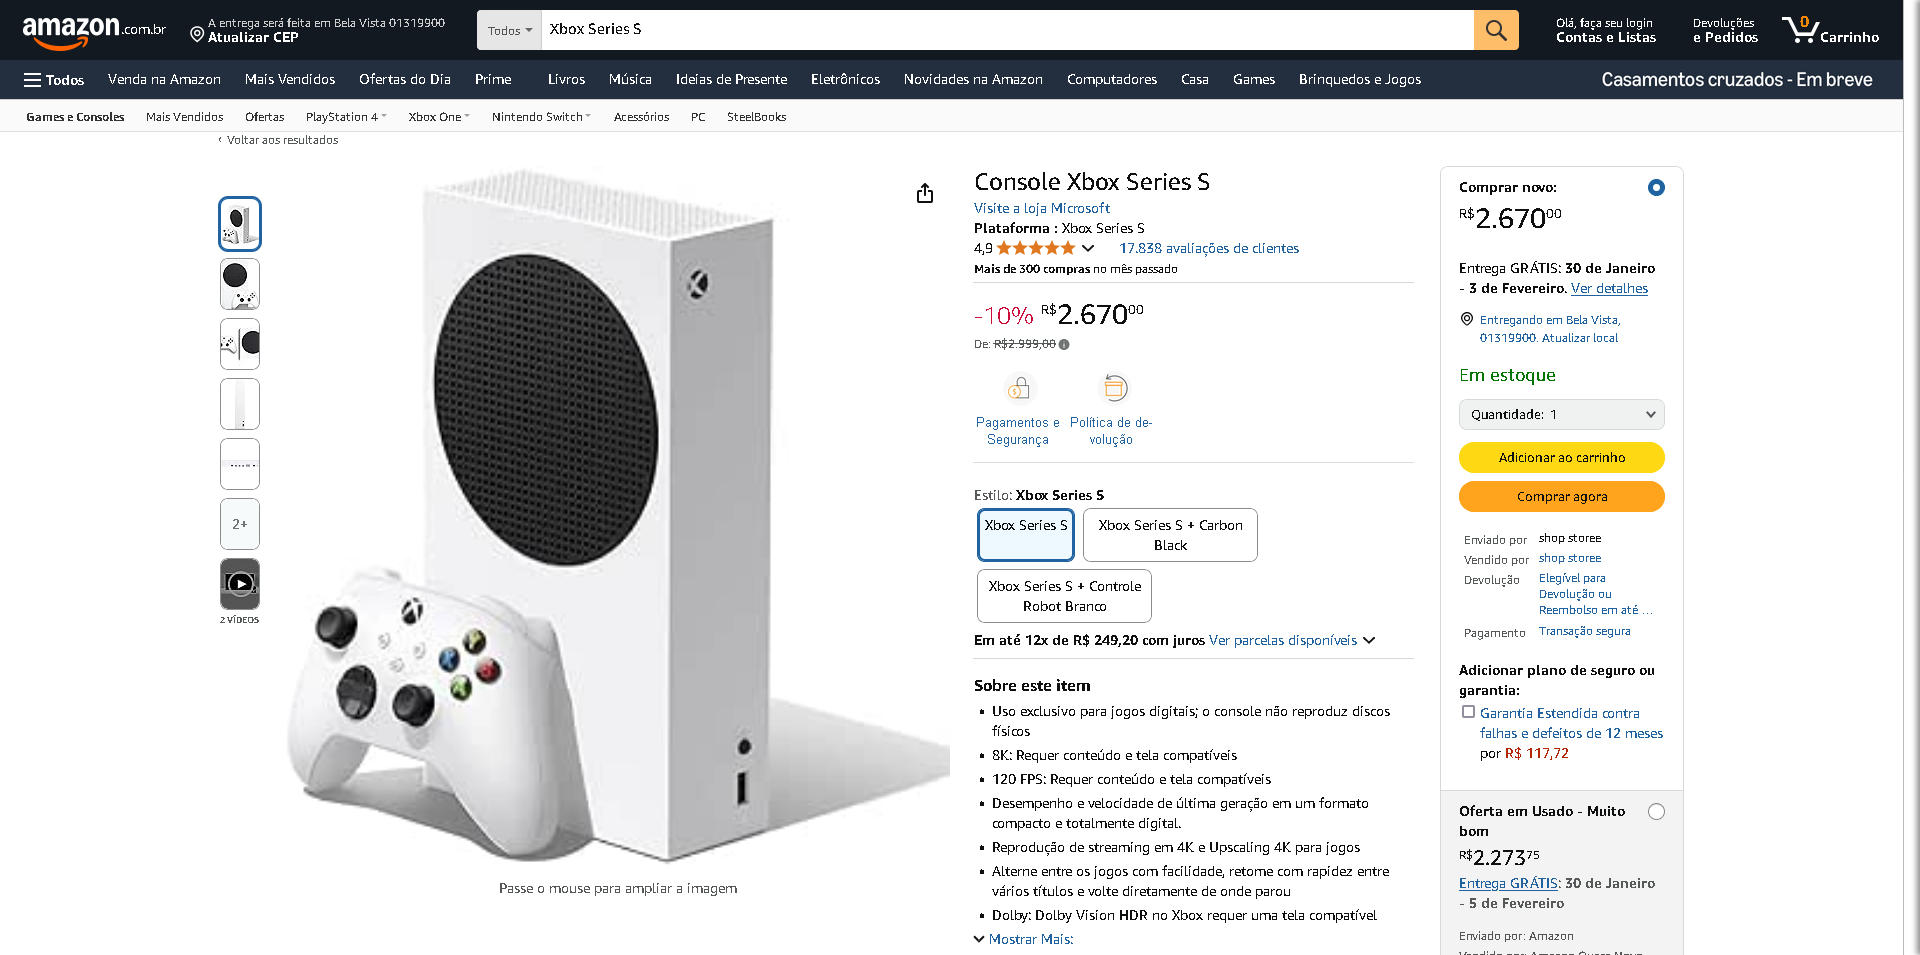 amazon.com.br
A entrega será feita em Bela Vista 01319900
Atualizar CEP
Todos
Xbox Series S
Olá, faça seu login
Contas e Listas
Devoluções
e Pedidos
0
Carrinho
Todos
Venda na Amazon
Mais Vendidos
Ofertas do Dia
Prime
Livros
Música
Ideias de Presente
Eletrônicos
Novidades na Amazon
Computadores
Casa
Games
Brinquedos e Jogos
Casamentos cruzados - Em breve
Games e Consoles
Mais Vendidos
Ofertas
PlayStation 4
Xbox One
Nintendo Switch
Acessórios
PC
SteelBooks
‹ Voltar aos resultados
2+
2 VÍDEOS
Passe o mouse para ampliar a imagem
Console Xbox Series S
Visite a loja Microsoft
Plataforma : Xbox Series S
4,9
17.838 avaliações de clientes
Mais de 300 compras no mês passado
-10% R$2.67000
De: R$2.999,00
Pagamentos e
Segurança
Política de de-
volução
Estilo: Xbox Series S
Xbox Series S
Xbox Series S + Carbon
Black
Xbox Series S + Controle
Robot Branco
Em até 12x de R$ 249,20 com juros Ver parcelas disponíveis
Sobre este item
• Uso exclusivo para jogos digitais; o console não reproduz discos
físicos
• 8K: Requer conteúdo e tela compatíveis
• 120 FPS: Requer conteúdo e tela compatíveis
• Desempenho e velocidade de última geração em um formato
compacto e totalmente digital.
• Reprodução de streaming em 4K e Upscaling 4K para jogos
• Alterne entre os jogos com facilidade, retome com rapidez entre
vários títulos e volte diretamente de onde parou
• Dolby: Dolby Vision HDR no Xbox requer uma tela compatível
Mostrar Mais:
Comprar novo:
R$2.67000
Entrega GRÁTIS: 30 de Janeiro
- 3 de Fevereiro. Ver detalhes
Entregando em Bela Vista,
01319900. Atualizar local
Em estoque
Quantidade: 1
Adicionar ao carrinho
Comprar agora
Enviado por shop storee
Vendido por shop storee
Devolução Elegível para
Devolução ou
Reembolso em até ...
Pagamento Transação segura
Adicionar plano de seguro ou
garantia:
Garantia Estendida contra
falhas e defeitos de 12 meses
por R$ 117,72
Oferta em Usado - Muito
bom
R$2.27375
Entrega GRÁTIS: 30 de Janeiro
- 5 de Fevereiro
Enviado por: Amazon